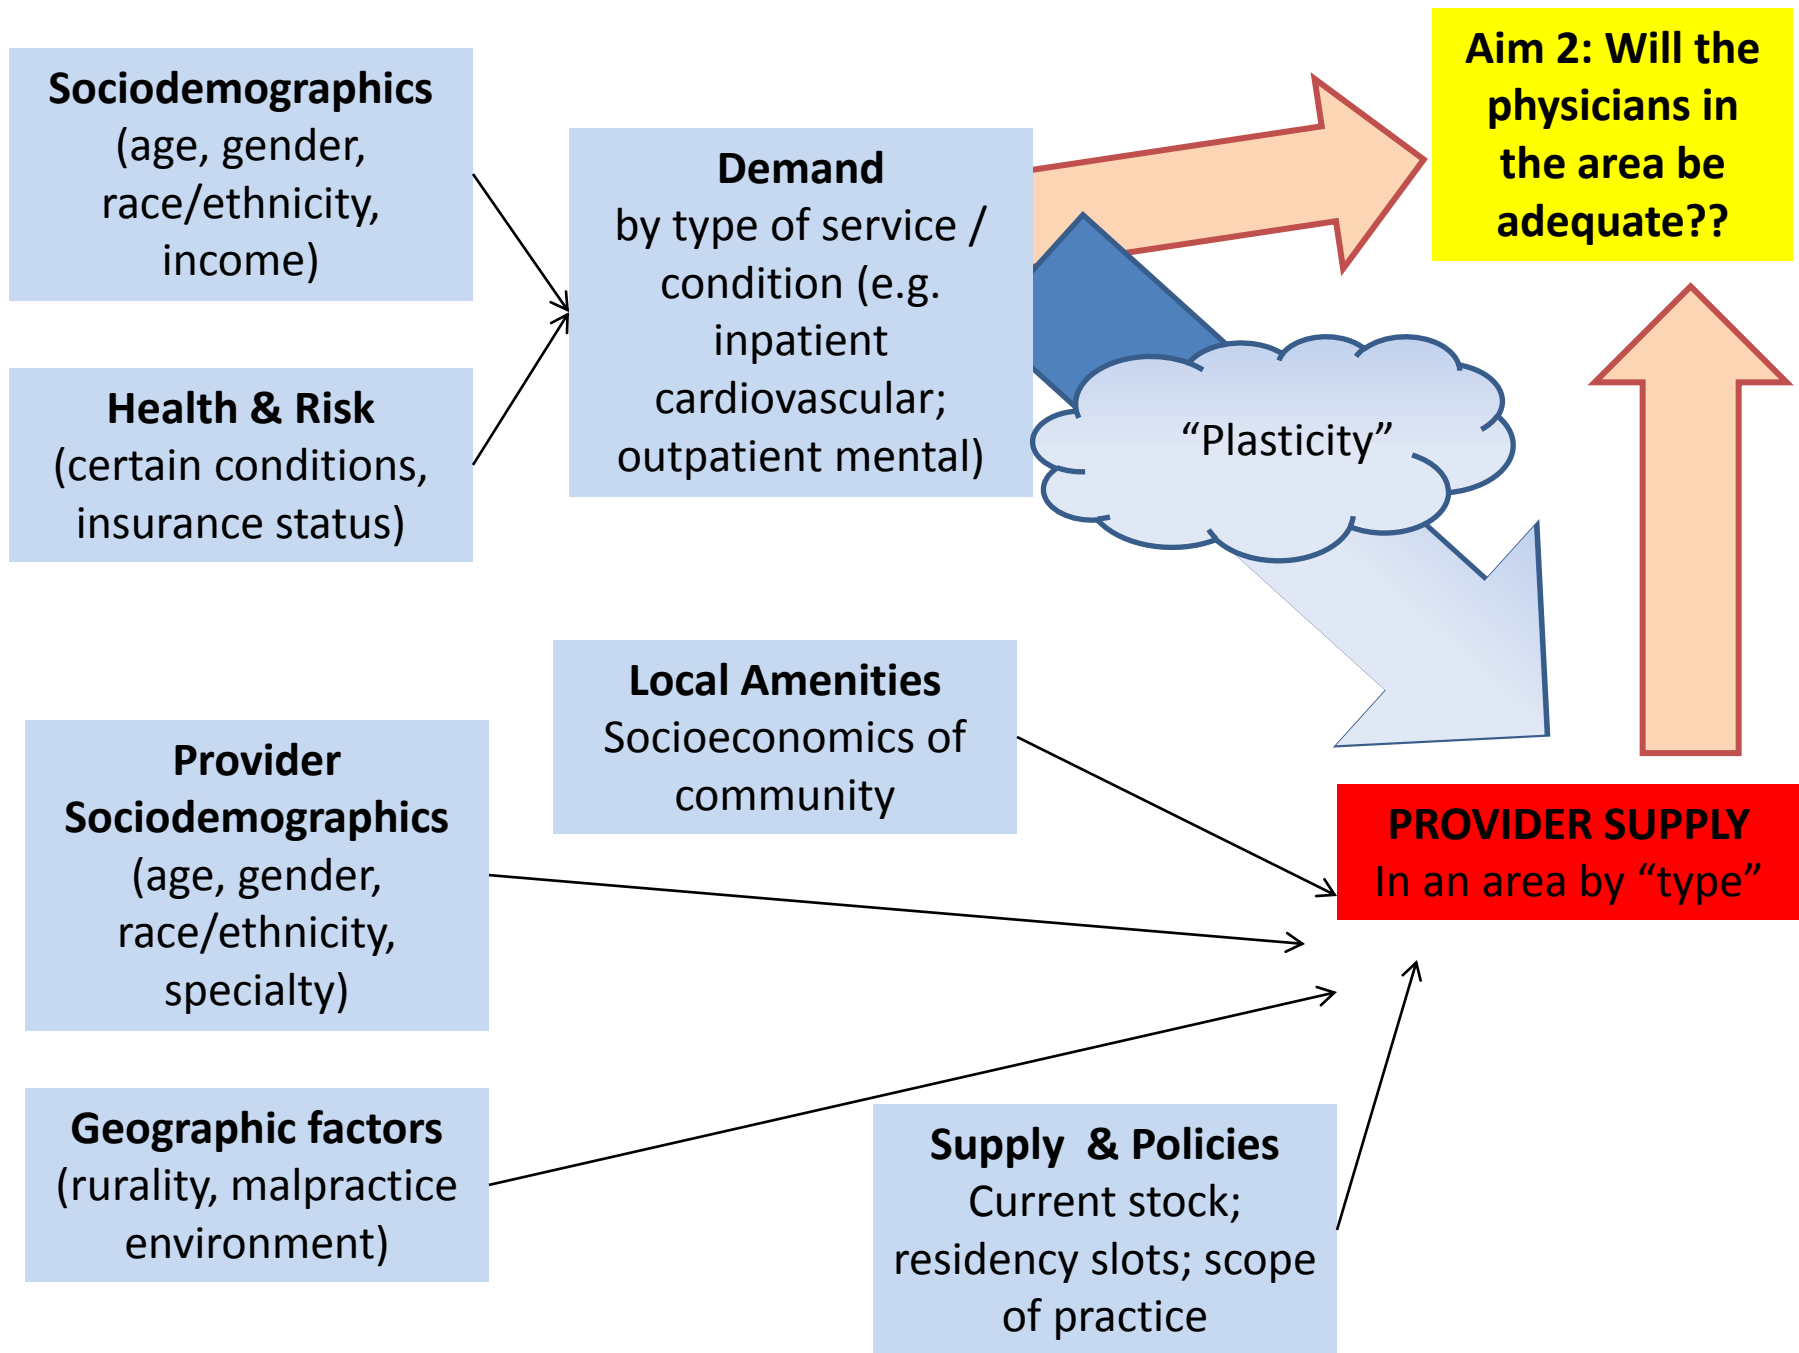 Sociodemographics
(age, gender,
race/ethnicity,
income)
Health & Risk
(certain conditions,
insurance status)
Demand
by type of service /
condition (e.g.
inpatient
cardiovascular;
outpatient mental)
Aim 2: Will the
physicians in
the area be
adequate??
“Plasticity”
Local Amenities
Socioeconomics of
community
Provider
Sociodemographics
(age, gender,
race/ethnicity,
specialty)
PROVIDER SUPPLY
In an area by “type”
Geographic factors
(rurality, malpractice
environment)
Supply  & Policies
Current stock;
residency slots; scope
of practice